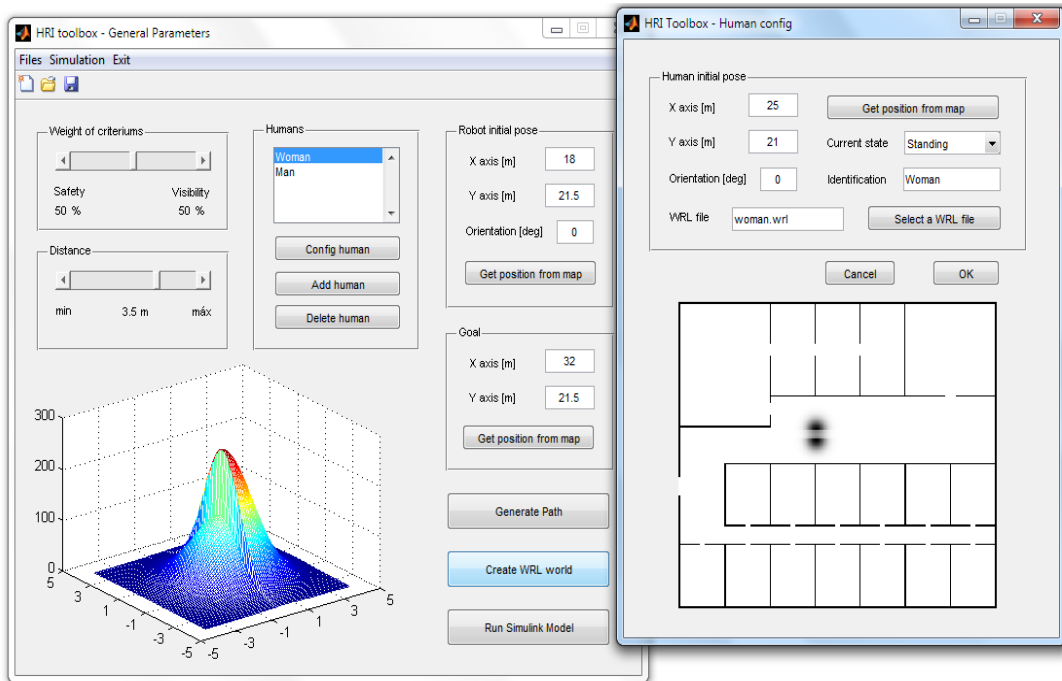 HRI toolbox - General Parameters
Files Simulation Exit
Weight of criteriums
Safety Visibility
50 % 50 %
Distance
min 3.5 m máx
Humans
Woman
Man
Config human
Add human
Delete human
Robot initial pose
X axis [m] 18
Y axis [m] 21.5
Orientation [deg] 0
Get position from map
Goal
X axis [m] 32
Y axis [m] 21.5
Get position from map
Generate Path
Create WRL world
Run Simulink Model
300
200
100
0
5
3
1
-1
-3
-5
-5
-3
-1
1
3
5
HRI Toolbox - Human config
Human initial pose
X axis [m] 25 Get position from map
Y axis [m] 21 Current state Standing
Orientation [deg] 0 Identification Woman
WRL file woman.wrl Select a WRL file
Cancel OK